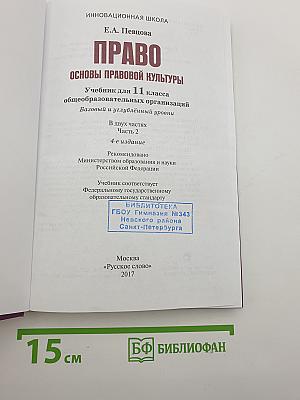 ИННОВАЦИОННАЯ ШКОЛА
Е.А. Певцова
ПРАВО
ОСНОВЫ ПРАВОВОЙ КУЛЬТУРЫ
Учебник для 11 класса
общеобразовательных организаций
Базовый и углублённый уровни
В двух частях
Часть 2
4-е издание
Рекомендовано
Министерством образования и науки
Российской Федерации
Учебник соответствует
Федеральному государственному
образовательному стандарту
БИБЛИОТЕКА
ГБОУ Гимназия №343
Невского района
Санкт-Петербурга
Москва
«Русское слово»
2017
15 см
БФ БИБЛИОФАН